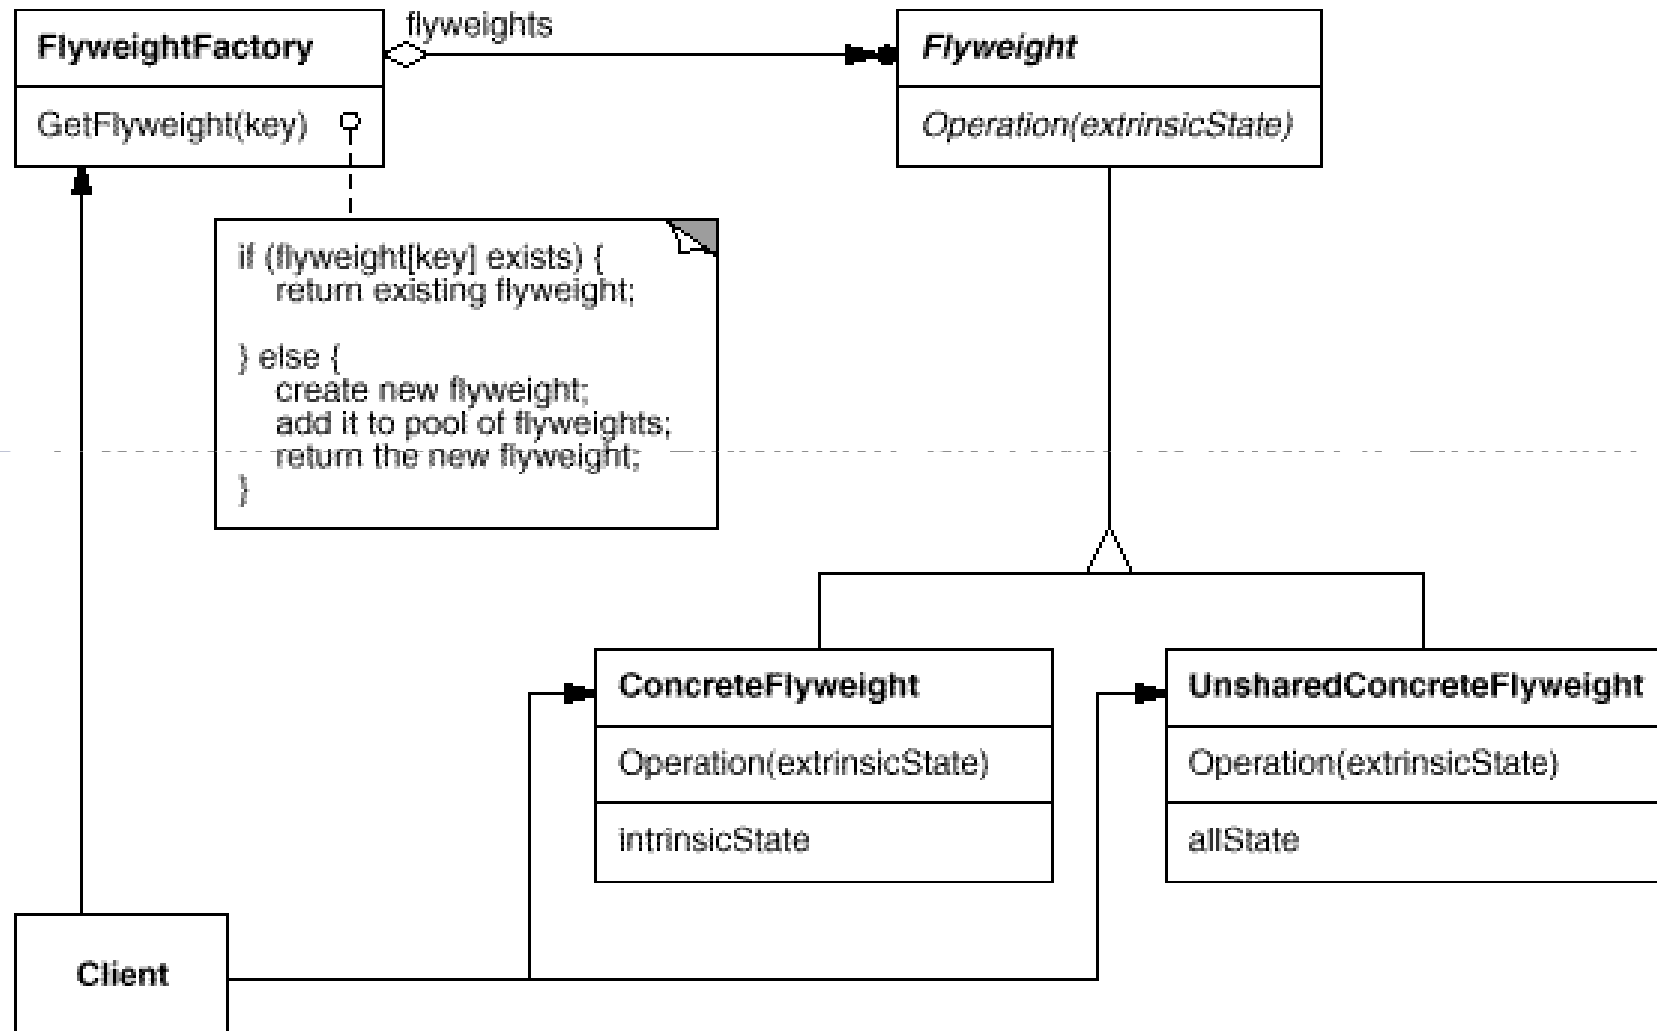 flyweights
FlyweightFactory
Flyweight
GetFlyweight(key)
Operation(extrinsicState)
if (flyweight[key] exists) {
return existing flyweight;
} else {
create new flyweight;
add it to pool of flyweights;
return the new flyweight;
}
ConcreteFlyweight
UnsharedConcreteFlyweight
Operation(extrinsicState)
Operation(extrinsicState)
intrinsicState
allState
Client